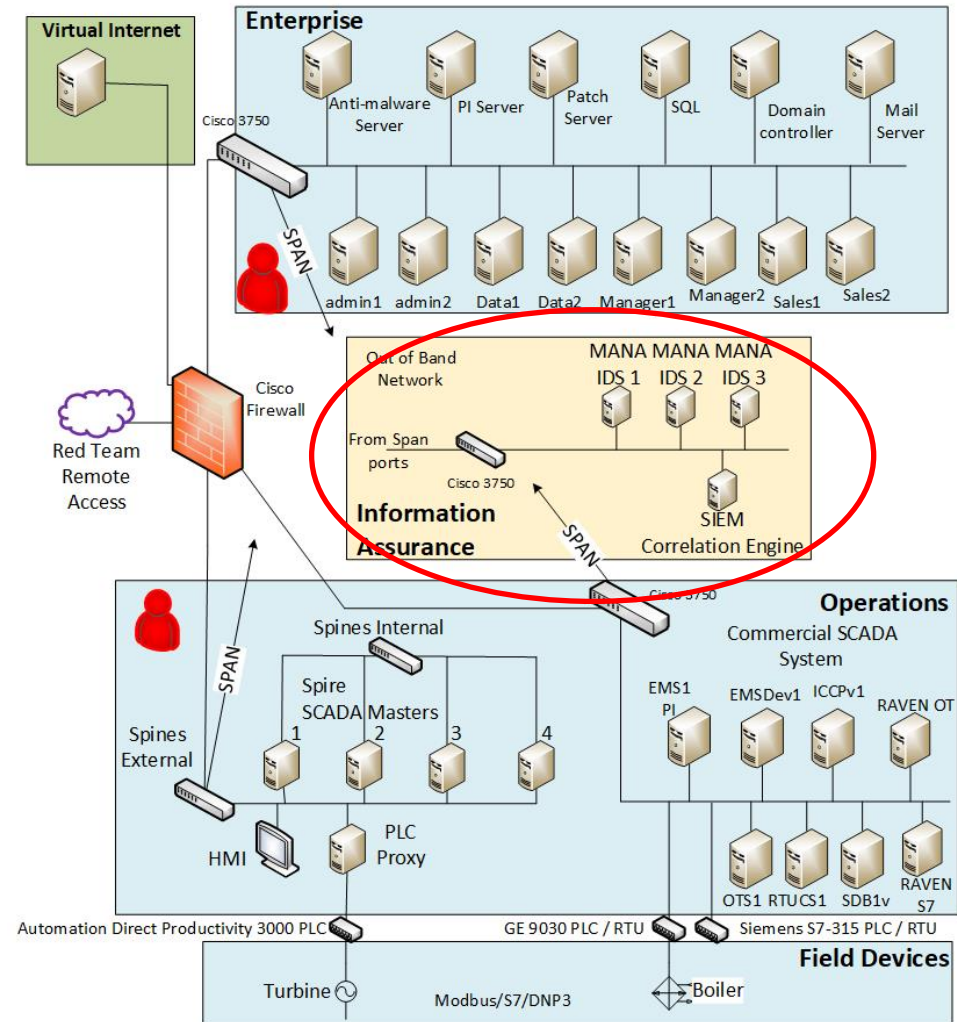 Virtual Internet
Enterprise
Anti-malware
Server
PI Server
Patch
Server
SQL
Domain
controller
Mail
Server
Cisco 3750
SPAN
admin1
admin2
Data1
Data2
Manager1
Manager2
Sales1
Sales2
Out of Band
Network
MANA
IDS 1
MANA
IDS 2
MANA
IDS 3
From Span
ports
Cisco 3750
Information
Assurance
SIEM
Correlation Engine
SPAN
Cisco
Firewall
Red Team
Remote
Access
SPAN
Cisco 3750
Operations
Commercial SCADA
System
Spines Internal
Spire
SCADA Masters
1
2
3
4
Spines
External
HMI
PLC
Proxy
EMS1
PI
EMSDev1
ICCPv1
RAVEN OT
OTS1
RTUCS1
SDB1v
RAVEN
S7
Automation Direct Productivity 3000 PLC
GE 9030 PLC / RTU
Siemens S7-315 PLC / RTU
Field Devices
Turbine
Modbus/S7/DNP3
Boiler